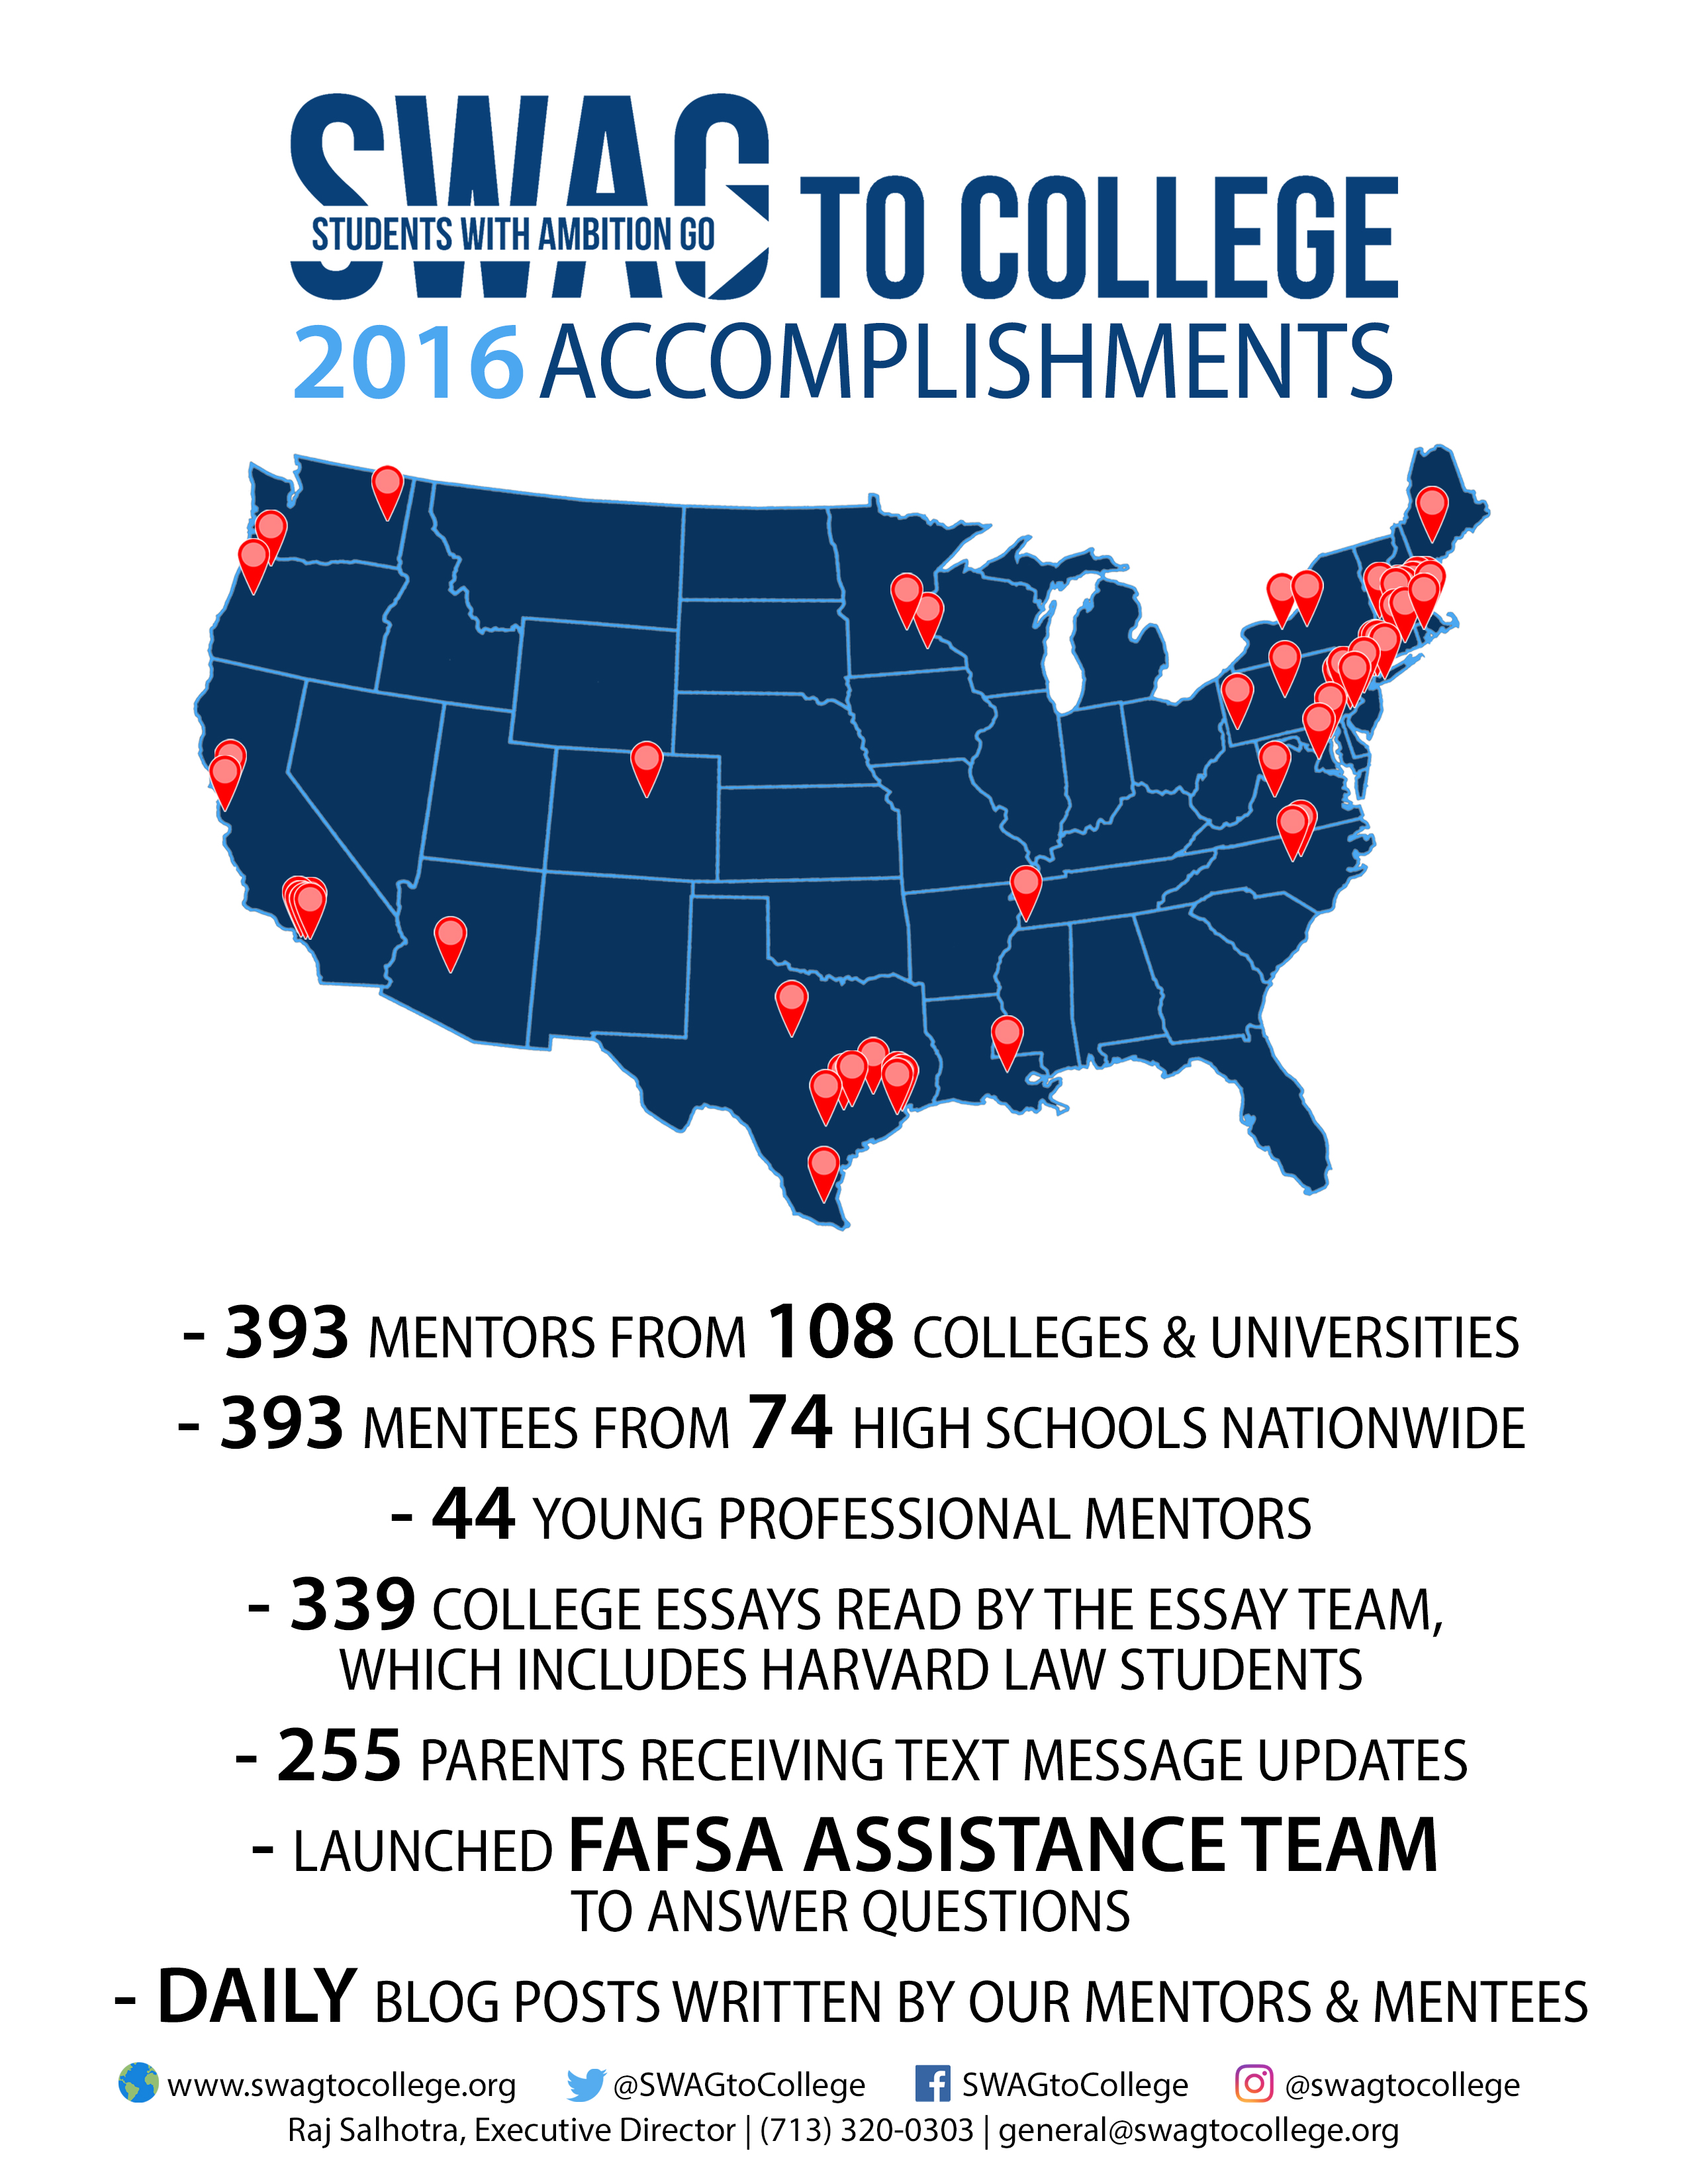 SWAG TO COLLEGE
STUDENTS WITH AMBITION GO
2016 ACCOMPLISHMENTS
- 393 MENTORS FROM 108 COLLEGES & UNIVERSITIES
- 393 MENTEES FROM 74 HIGH SCHOOLS NATIONWIDE
- 44 YOUNG PROFESSIONAL MENTORS
- 339 COLLEGE ESSAYS READ BY THE ESSAY TEAM,
WHICH INCLUDES HARVARD LAW STUDENTS
- 255 PARENTS RECEIVING TEXT MESSAGE UPDATES
- LAUNCHED FAFSA ASSISTANCE TEAM
TO ANSWER QUESTIONS
- DAILY BLOG POSTS WRITTEN BY OUR MENTORS & MENTEES
www.swagtocollege.org @SWAGtoCollege SWAGtoCollege @swagtocollege
Raj Salhotra, Executive Director | (713) 320-0303 | general@swagtocollege.org